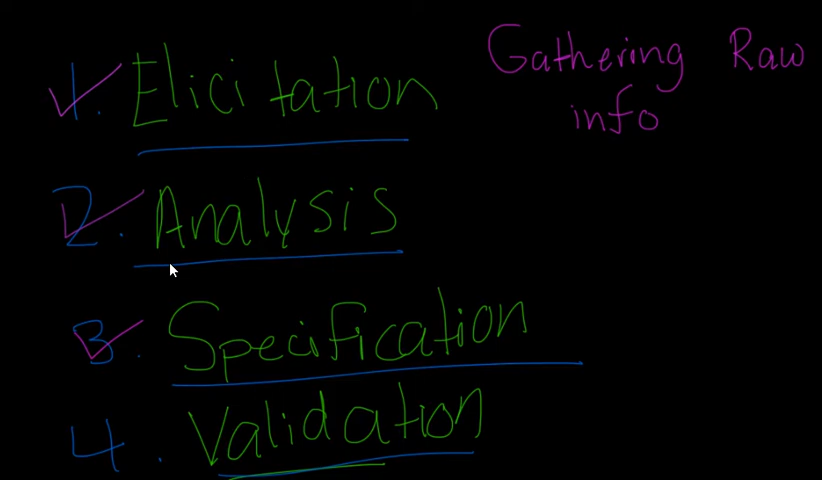 1. Elicitation
Gathering Raw
info
2. Analysis
3. Specification
4. Validation